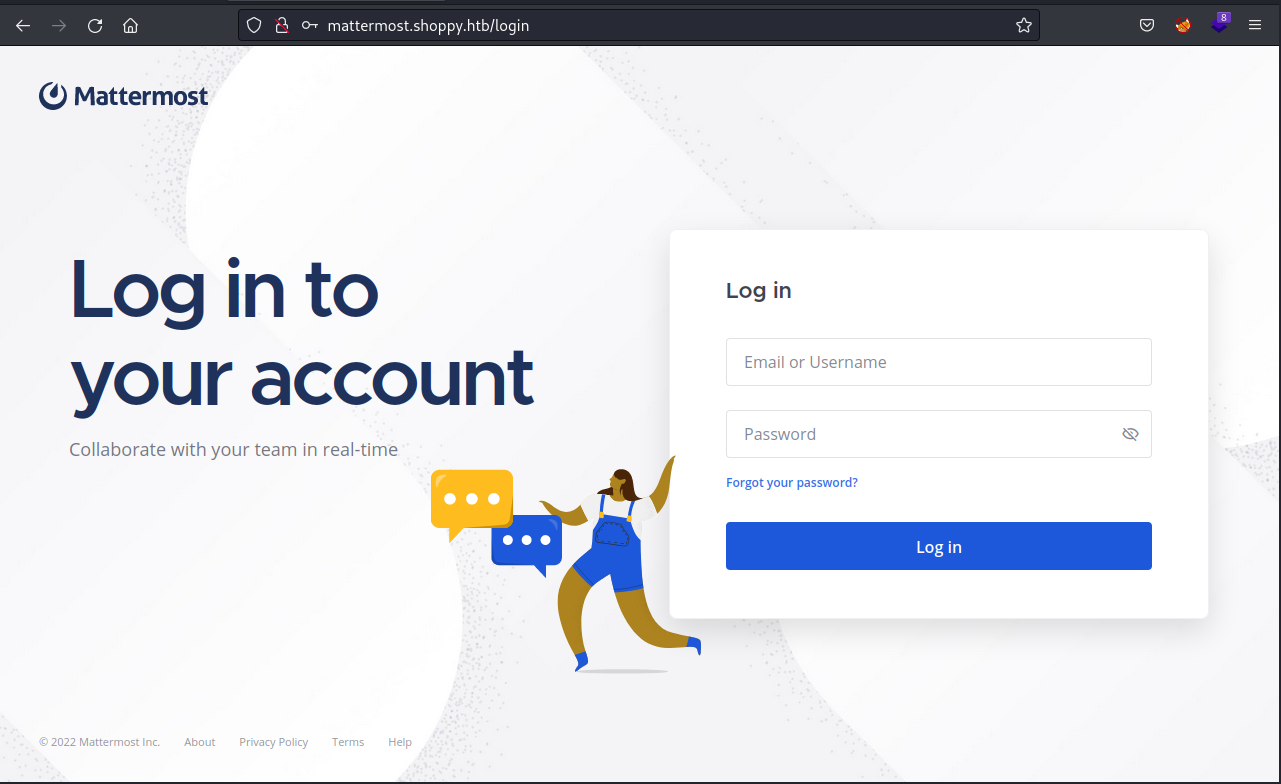 mattermost.shoppy.htb/login
8
Mattermost
Log in to
your account
Collaborate with your team in real-time
Log in
Email or Username
Password
Forgot your password?
Log in
© 2022 Mattermost Inc. About Privacy Policy Terms Help